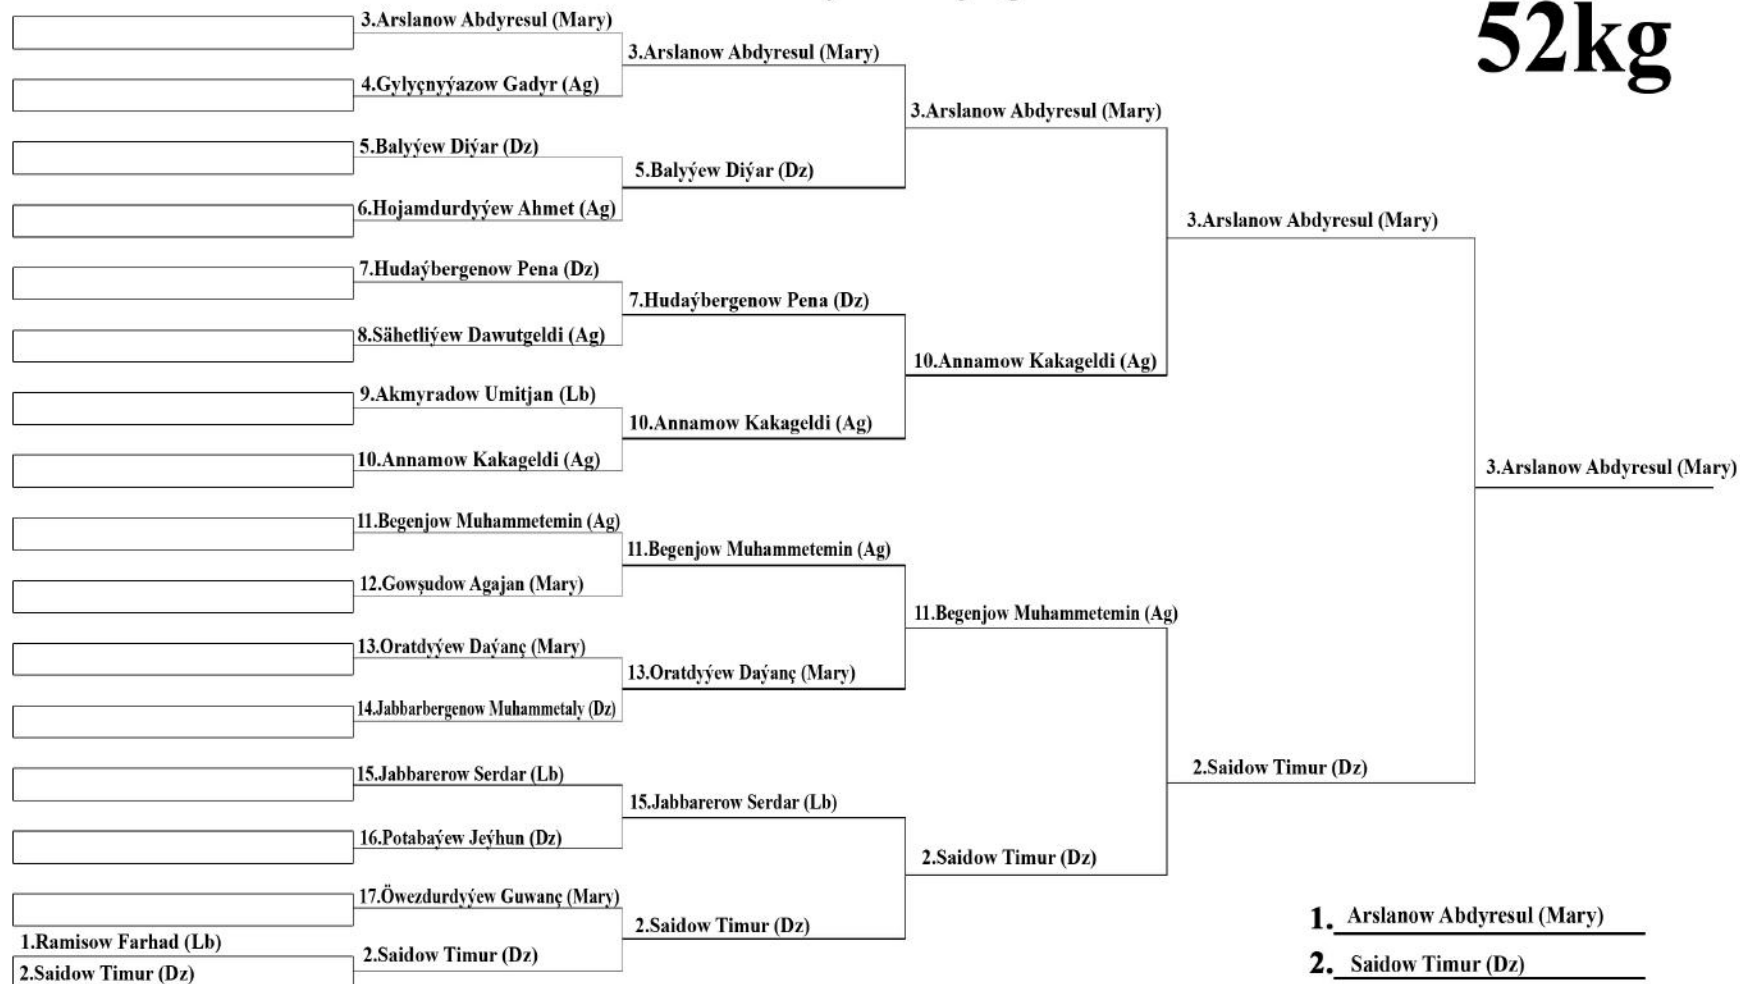 52kg
3.Arslanow Abdyresul (Mary)
4.Gylyçnyýazow Gadyr (Ag)
5.Balyýew Diýar (Dz)
6.Hojamdurdyýew Ahmet (Ag)
7.Hudaýbergenow Pena (Dz)
8.Sähetliýew Dawutgeldi (Ag)
9.Akmyradow Umitjan (Lb)
10.Annamow Kakageldi (Ag)
11.Begenjow Muhammetemin (Ag)
12.Gowşudow Agajan (Mary)
13.Oratdyýew Daýanç (Mary)
14.Jabbarbergenow Muhammetaly (Dz)
15.Jabbarerow Serdar (Lb)
16.Potabaýew Jeýhun (Dz)
17.Öwezdurdyýew Guwanç (Mary)
1.Ramisow Farhad (Lb)
2.Saidow Timur (Dz)
2.Saidow Timur (Dz)
3.Arslanow Abdyresul (Mary)
5.Balyýew Diýar (Dz)
7.Hudaýbergenow Pena (Dz)
10.Annamow Kakageldi (Ag)
11.Begenjow Muhammetemin (Ag)
13.Oratdyýew Daýanç (Mary)
15.Jabbarerow Serdar (Lb)
2.Saidow Timur (Dz)
3.Arslanow Abdyresul (Mary)
10.Annamow Kakageldi (Ag)
11.Begenjow Muhammetemin (Ag)
2.Saidow Timur (Dz)
3.Arslanow Abdyresul (Mary)
2.Saidow Timur (Dz)
3.Arslanow Abdyresul (Mary)
1. Arslanow Abdyresul (Mary)
2. Saidow Timur (Dz)